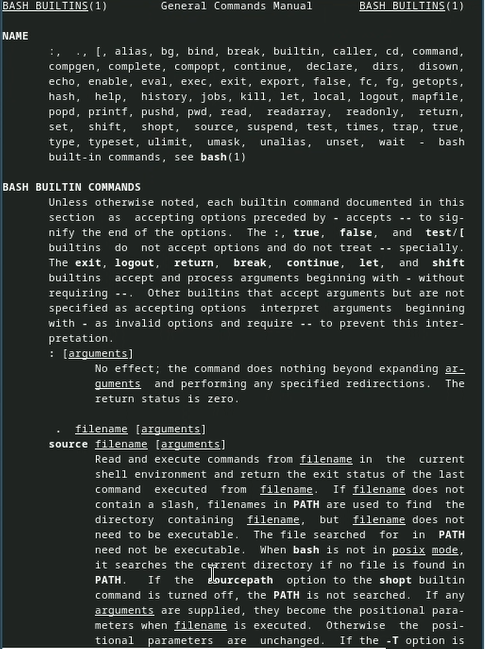 BASH BUILTINS(1) General Commands Manual BASH BUILTINS(1)
NAME
:, ., [, alias, bg, bind, break, builtin, caller, cd, command,
compgen, complete, compopt, continue, declare, dirs, disown,
echo, enable, eval, exec, exit, export, false, fc, fg, getopts,
hash, help, history, jobs, kill, let, local, logout, mapfile,
popd, printf, pushd, pwd, read, readarray, readonly, return,
set, shift, shopt, source, suspend, test, times, trap, true,
type, typeset, ulimit, umask, unalias, unset, wait - bash
built-in commands, see bash(1)
BASH BUILTIN COMMANDS
Unless otherwise noted, each builtin command documented in this
section as accepting options preceded by - accepts -- to sig-
nify the end of the options. The :, true, false, and test/[
builtins do not accept options and do not treat -- specially.
The exit, logout, return, break, continue, let, and shift
builtins accept and process arguments beginning with - without
requiring --. Other builtins that accept arguments but are not
specified as accepting options interpret arguments beginning
with - as invalid options and require -- to prevent this inter-
pretation.
: [arguments]
No effect; the command does nothing beyond expanding ar-
guments and performing any specified redirections. The
return status is zero.
. filename [arguments]
source filename [arguments]
Read and execute commands from filename in the current
shell environment and return the exit status of the last
command executed from filename. If filename does not
contain a slash, filenames in PATH are used to find the
directory containing filename, but filename does not
need to be executable. The file searched for in PATH
need not be executable. When bash is not in posix mode,
it searches the current directory if no file is found in
PATH. If the sourcepath option to the shopt builtin
command is turned off, the PATH is not searched. If any
arguments are supplied, they become the positional para-
meters when filename is executed. Otherwise the posi-
tional parameters are unchanged. If the -T option is